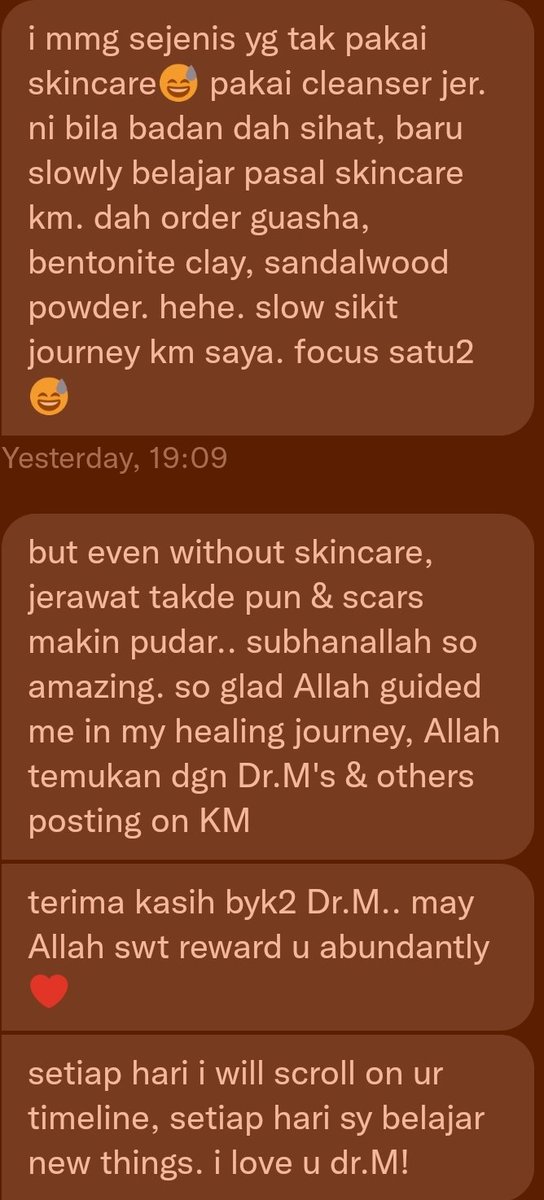 i mmg sejenis yg tak pakai
skincare😅 pakai cleanser jer.
ni bila badan dah sihat, baru
slowly belajar pasal skincare
km. dah order guasha,
bentonite clay, sandalwood
powder. hehe. slow sikit
journey km saya. focus satu2
😅
Yesterday, 19:09
but even without skincare,
jerawat takde pun & scars
makin pudar.. subhanallah so
amazing. so glad Allah guided
me in my healing journey, Allah
temukan dgn Dr.M's & others
posting on KM
terima kasih byk2 Dr.M.. may
Allah swt reward u abundantly
❤️
setiap hari i will scroll on ur
timeline, setiap hari sy belajar
new things. i love u dr.M!